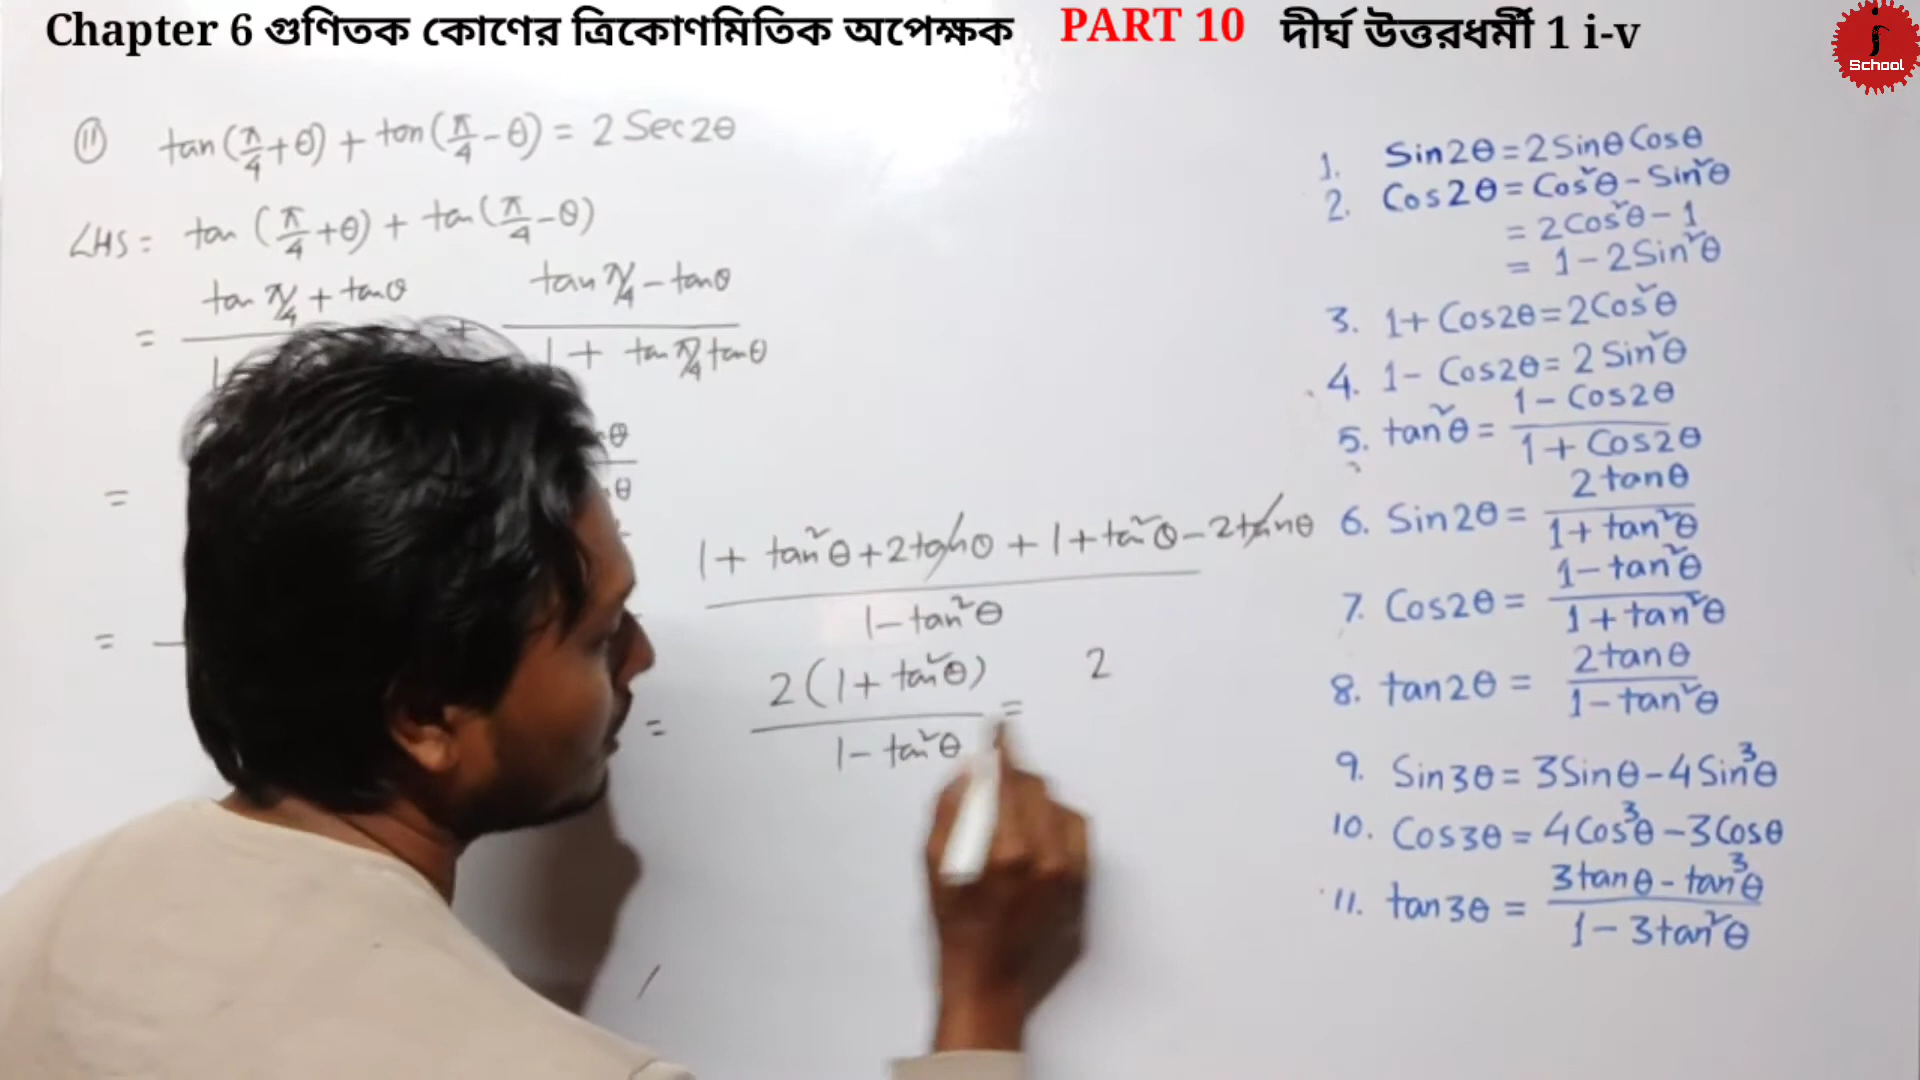 Chapter 6 গুণিতক কোণের ত্রিকোণমিতিক অপেক্ষক PART 10 দীর্ঘ উত্তরধর্মী 1 i-v
School
(ii) tan(π/4+θ) + tan(π/4-θ) = 2 Sec2θ
LHS = tan(π/4+θ) + tan(π/4-θ)
tan π/4 + tanθ
tan π/4 - tanθ
=
+
1 + tan π/4 tanθ
=
θ
θ
= 
1 + tan²θ + 2tanθ + 1 + tan²θ - 2tanθ
1 - tan²θ
= 2(1 + tan²θ) = 2
1 - tan²θ
1. Sin2θ = 2Sinθ Cosθ
2. Cos2θ = Cos²θ - Sin²θ
= 2Cos²θ - 1
= 1 - 2Sin²θ
3. 1 + Cos2θ = 2Cos²θ
4. 1 - Cos2θ = 2Sin²θ
5. tan²θ = 1 - Cos2θ
1 + Cos2θ
6. Sin2θ = 2tanθ
1 + tan²θ
7. Cos2θ = 1 - tan²θ
1 + tan²θ
8. tan2θ = 2tanθ
1 - tan²θ
9. Sin3θ = 3Sinθ - 4Sin³θ
10. Cos3θ = 4Cos³θ - 3Cosθ
11. tan3θ = 3tanθ - tan³θ
1 - 3tan²θ